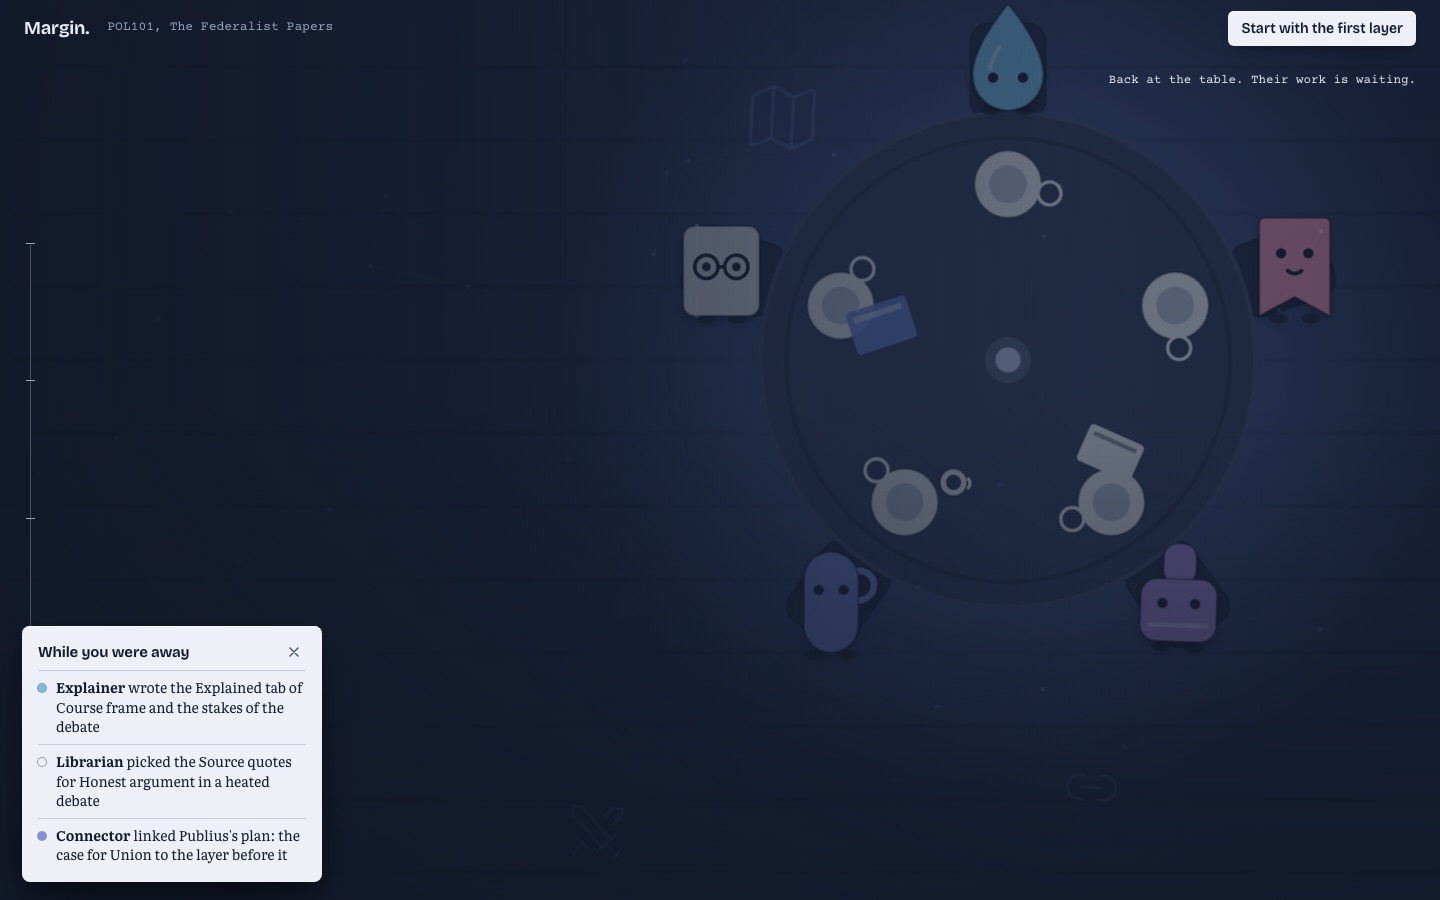 Margin.
POL101, The Federalist Papers
Start with the first layer
Back at the table. Their work is waiting.
While you were away
Explainer wrote the Explained tab of
Course frame and the stakes of the
debate
Librarian picked the Source quotes
for Honest argument in a heated
debate
Connector linked Publius's plan: the
case for Union to the layer before it